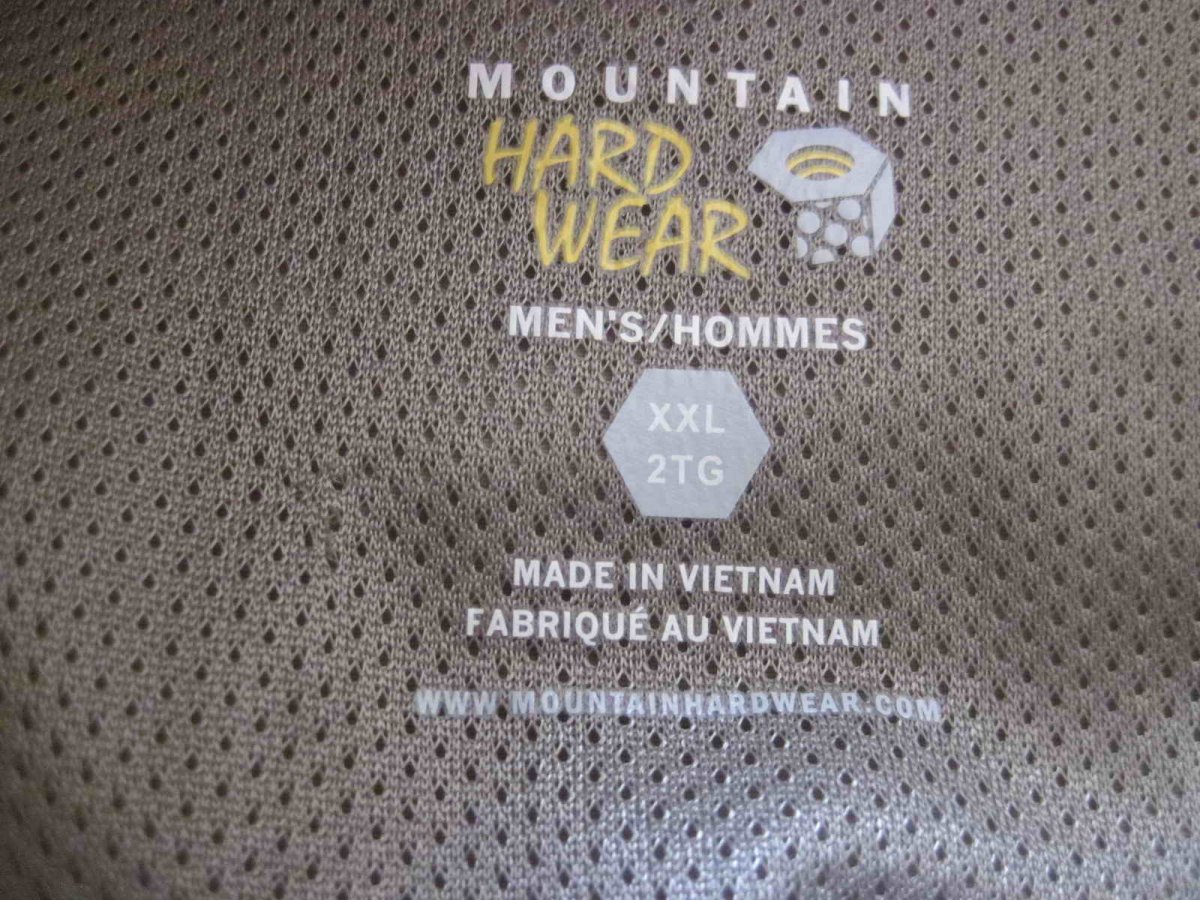 MOUNTAIN
HARD
WEAR
MEN'S/HOMMES
XXL
2TG
MADE IN VIETNAM
FABRIQUÉ AU VIETNAM
WWW.MOUNTAINHARDWEAR.COM